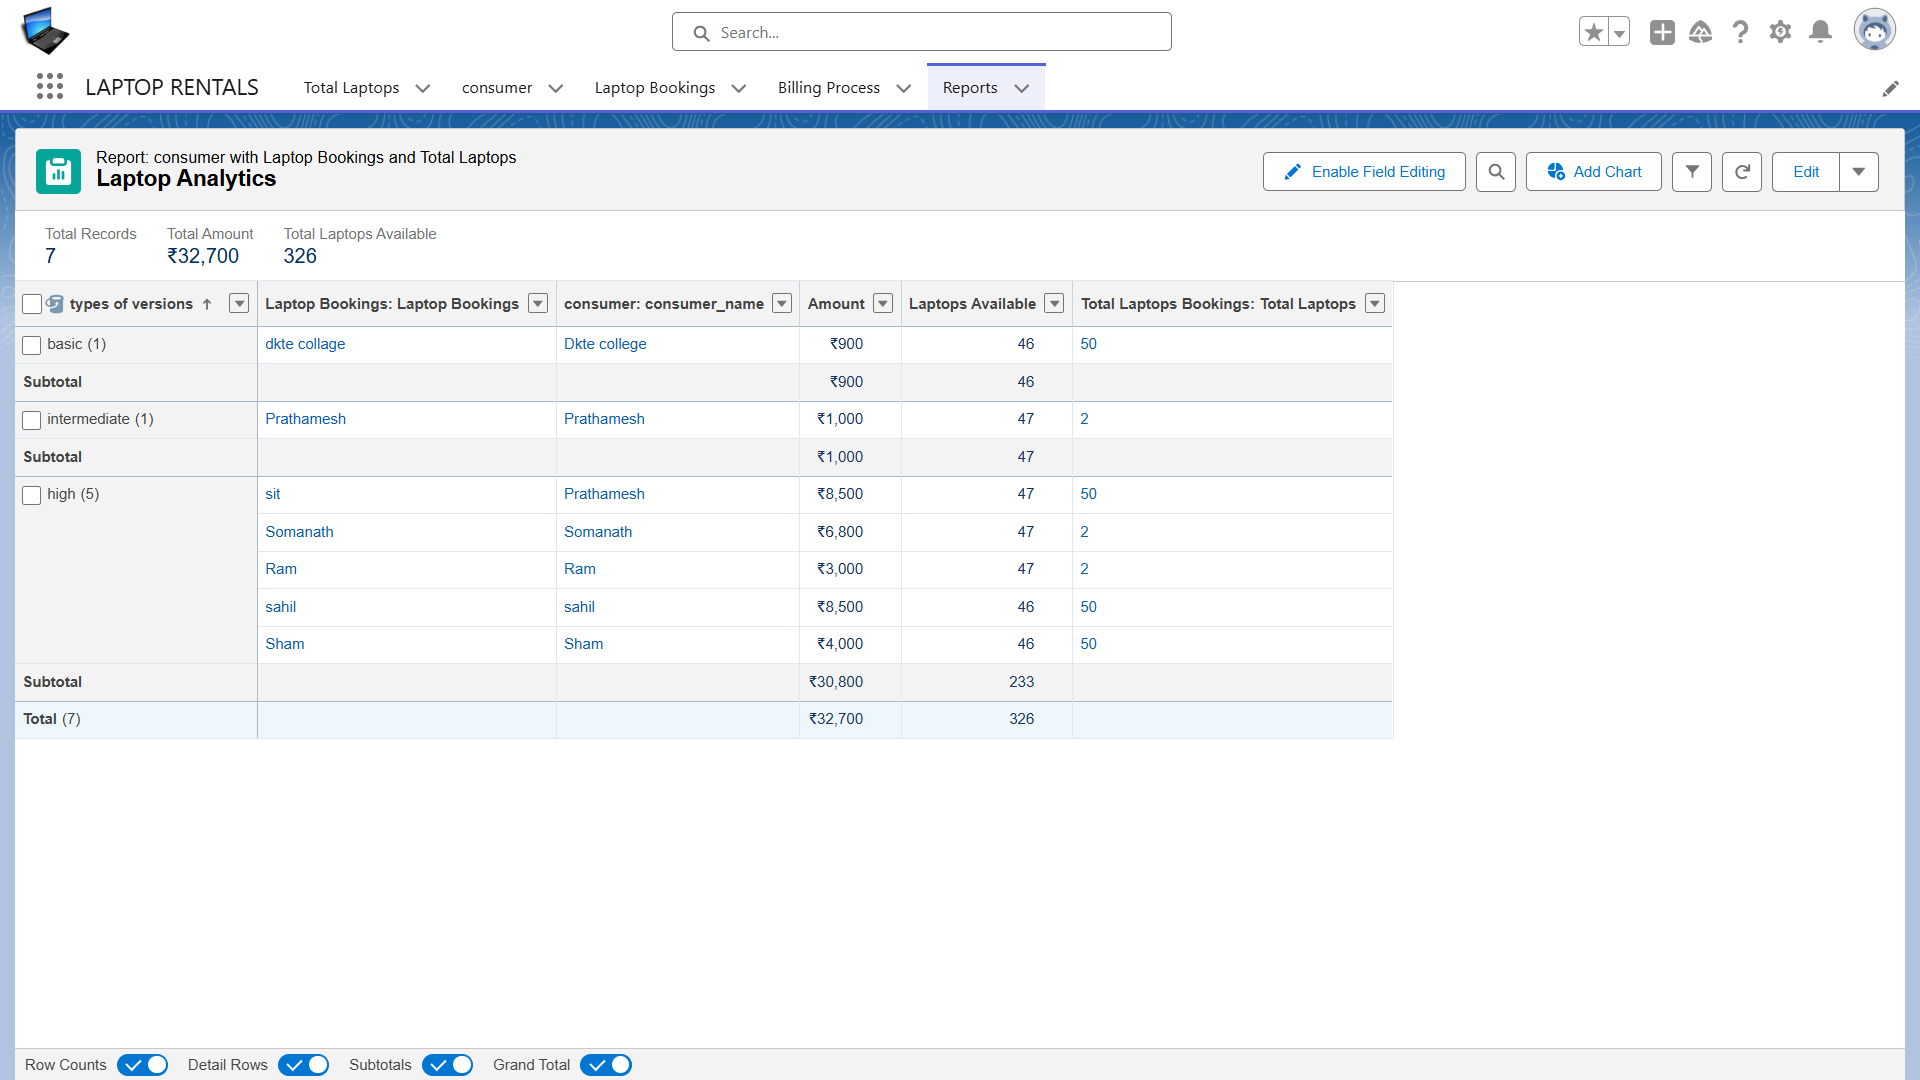 Search...
LAPTOP RENTALS Total Laptops consumer Laptop Bookings Billing Process Reports
Report: consumer with Laptop Bookings and Total Laptops
Laptop Analytics
Enable Field Editing Add Chart Edit
Total Records Total Amount Total Laptops Available
7 ₹32,700 326
types of versions ↑ Laptop Bookings: Laptop Bookings consumer: consumer_name Amount Laptops Available Total Laptops Bookings: Total Laptops
basic (1) dkte collage Dkte college ₹900 46 50
Subtotal ₹900 46
intermediate (1) Prathamesh Prathamesh ₹1,000 47 2
Subtotal ₹1,000 47
high (5) sit Prathamesh ₹8,500 47 50
Somanath Somanath ₹6,800 47 2
Ram Ram ₹3,000 47 2
sahil sahil ₹8,500 46 50
Sham Sham ₹4,000 46 50
Subtotal ₹30,800 233
Total (7) ₹32,700 326
Row Counts Detail Rows Subtotals Grand Total